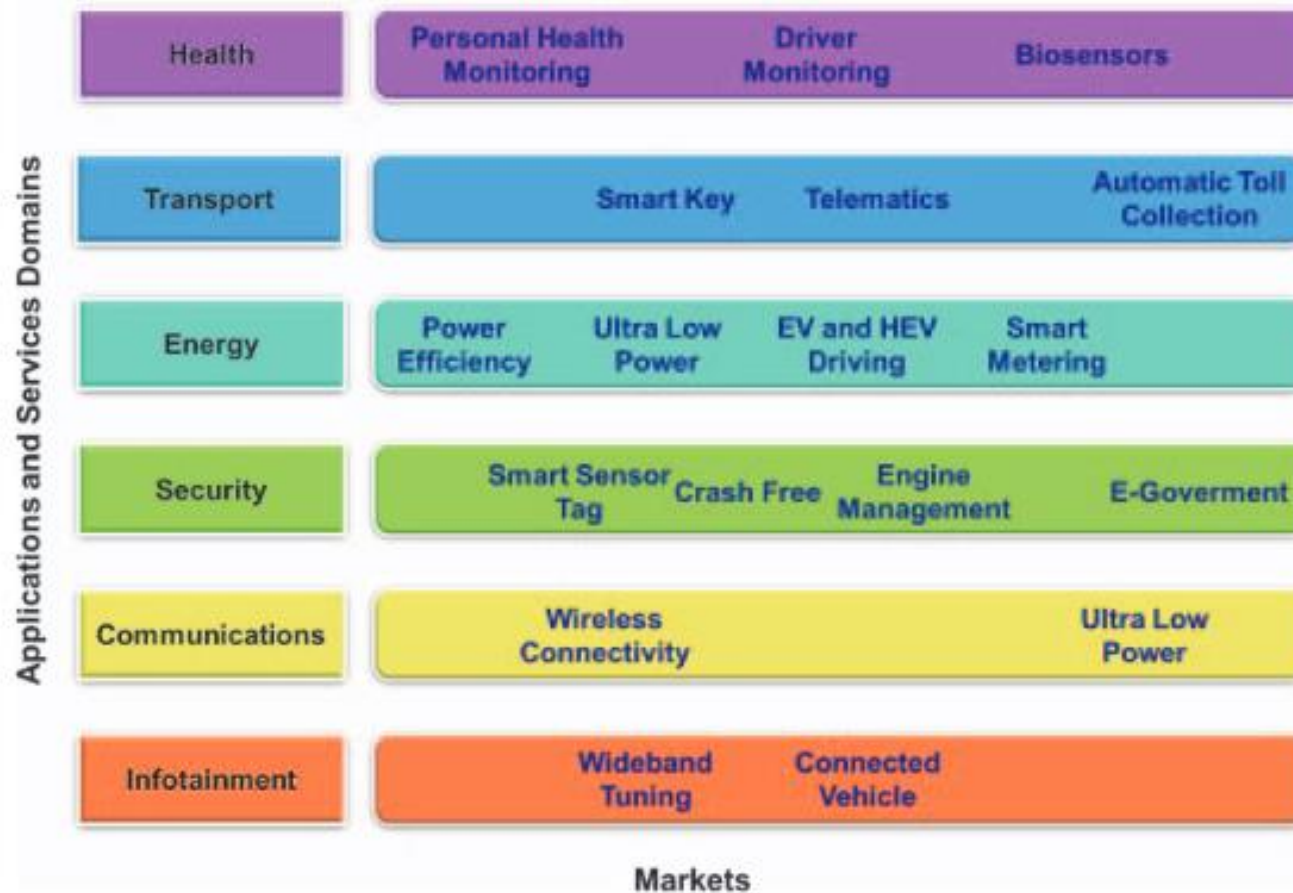 Applications and Services Domains
Health
Personal Health
Monitoring
Driver
Monitoring
Biosensors
Transport
Smart Key
Telematics
Automatic Toll
Collection
Energy
Power
Efficiency
Ultra Low
Power
EV and HEV
Driving
Smart
Metering
Security
Smart Sensor
Tag
Crash Free
Engine
Management
E-Goverment
Communications
Wireless
Connectivity
Ultra Low
Power
Infotainment
Wideband
Tuning
Connected
Vehicle
Markets